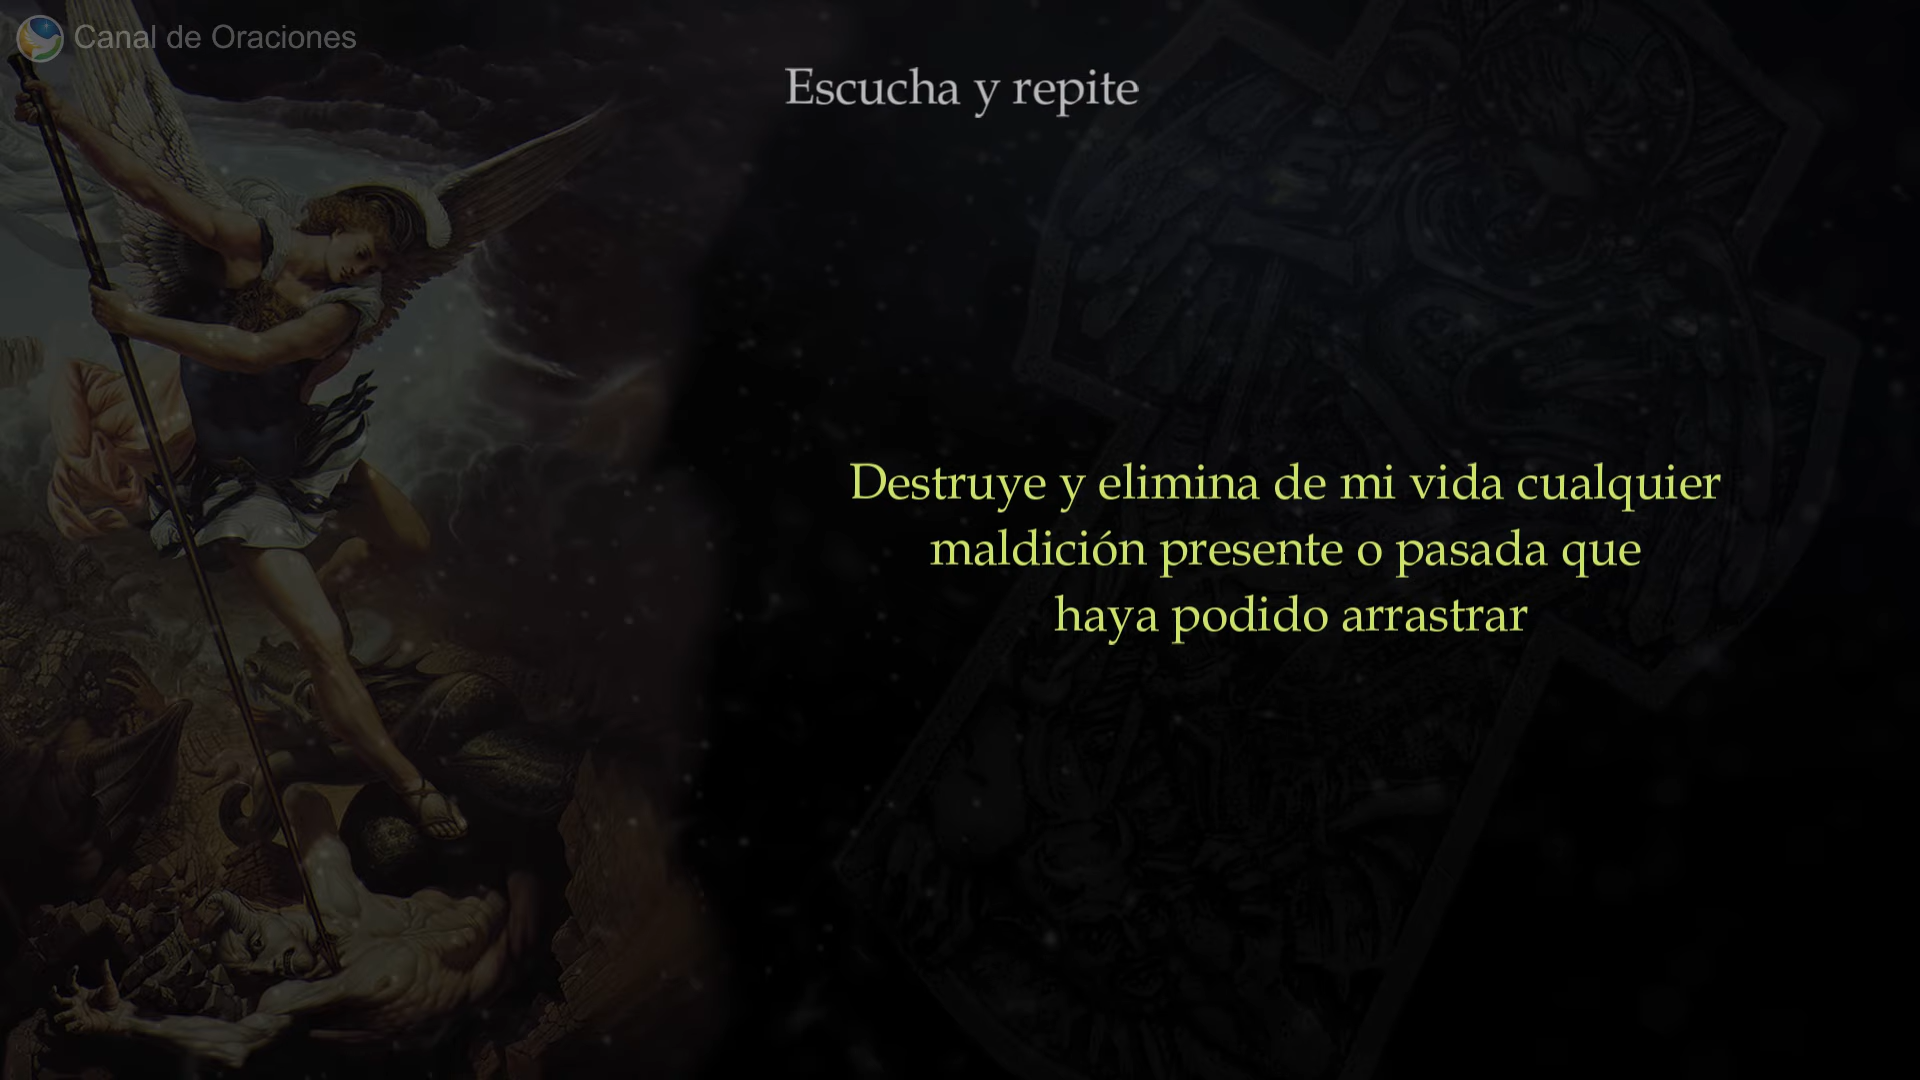 Canal de Oraciones
Escucha y repite
Destruye y elimina de mi vida cualquier
maldición presente o pasada que
haya podido arrastrar